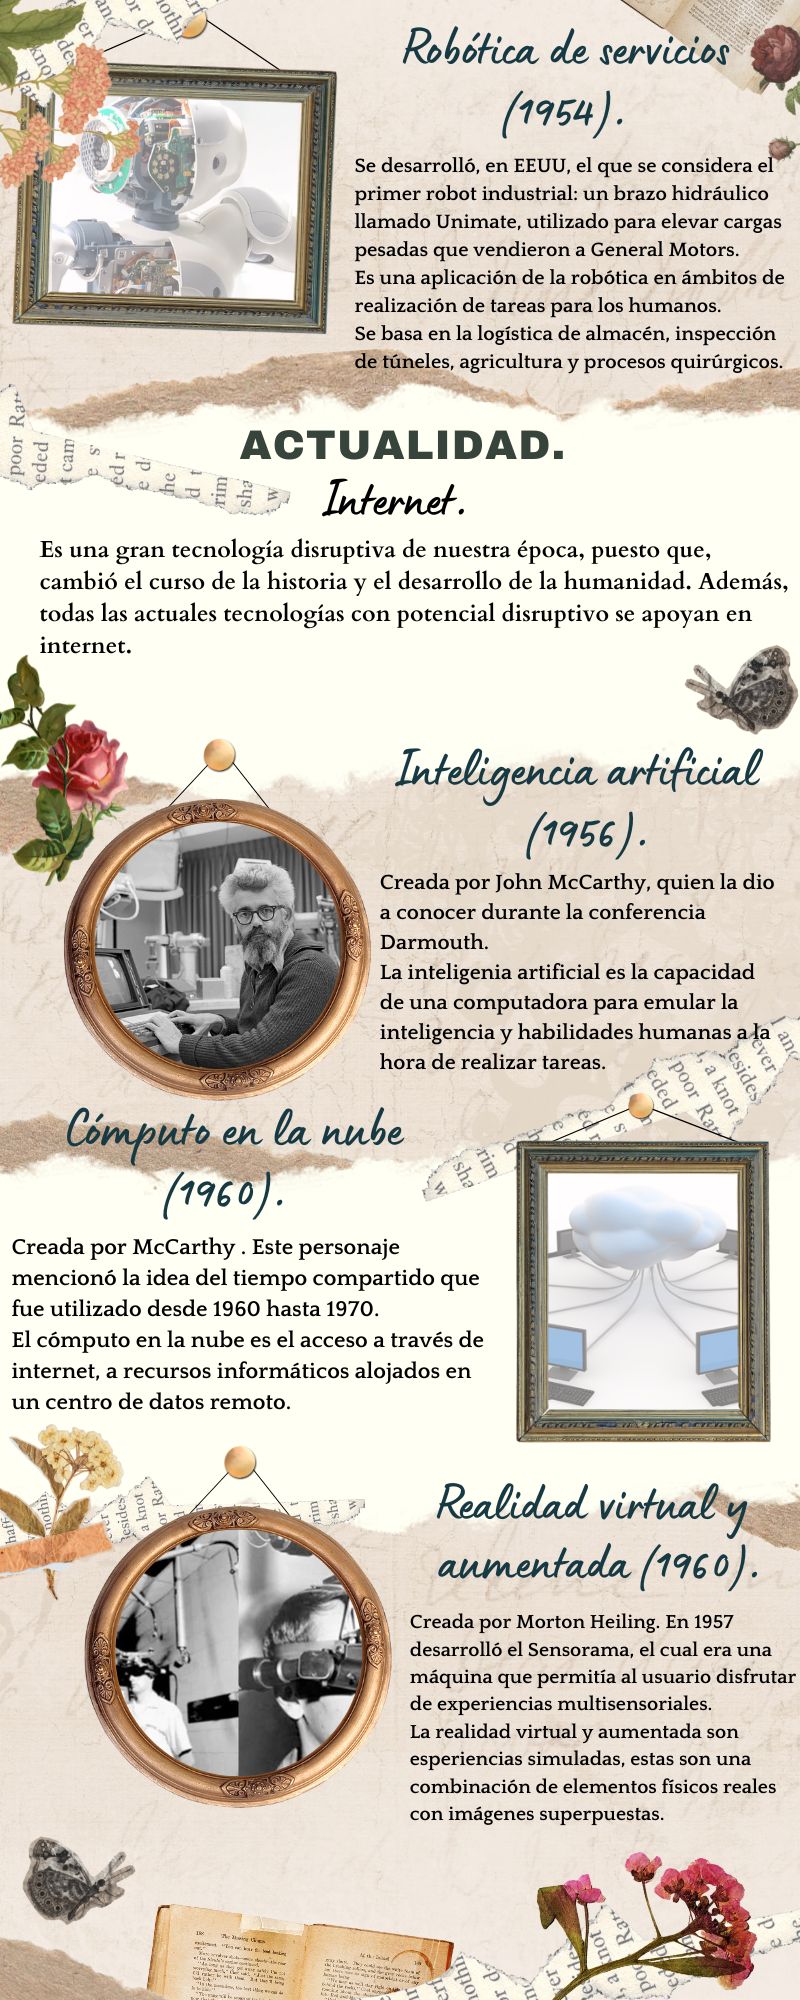 Robótica de servicios
(1954).
Se desarrolló, en EEUU, el que se considera el
primer robot industrial: un brazo hidráulico
llamado Unimate, utilizado para elevar cargas
pesadas que vendieron a General Motors.
Es una aplicación de la robótica en ámbitos de
realización de tareas para los humanos.
Se basa en la logística de almacén, inspección
de túneles, agricultura y procesos quirúrgicos.
ACTUALIDAD.
Internet.
Es una gran tecnología disruptiva de nuestra época, puesto que,
cambió el curso de la historia y el desarrollo de la humanidad. Además,
todas las actuales tecnologías con potencial disruptivo se apoyan en
internet.
Inteligencia artificial
(1956).
Creada por John McCarthy, quien la dio
a conocer durante la conferencia
Darmouth.
La inteligenia artificial es la capacidad
de una computadora para emular la
inteligencia y habilidades humanas a la
hora de realizar tareas.
Cómputo en la nube
(1960).
Creada por McCarthy . Este personaje
mencionó la idea del tiempo compartido que
fue utilizado desde 1960 hasta 1970.
El cómputo en la nube es el acceso a través de
internet, a recursos informáticos alojados en
un centro de datos remoto.
Realidad virtual y
aumentada (1960).
Creada por Morton Heiling. En 1957
desarrolló el Sensorama, el cual era una
máquina que permitía al usuario disfrutar
de experiencias multisensoriales.
La realidad virtual y aumentada son
esperiencias simuladas, estas son una
combinación de elementos físicos reales
con imágenes superpuestas.